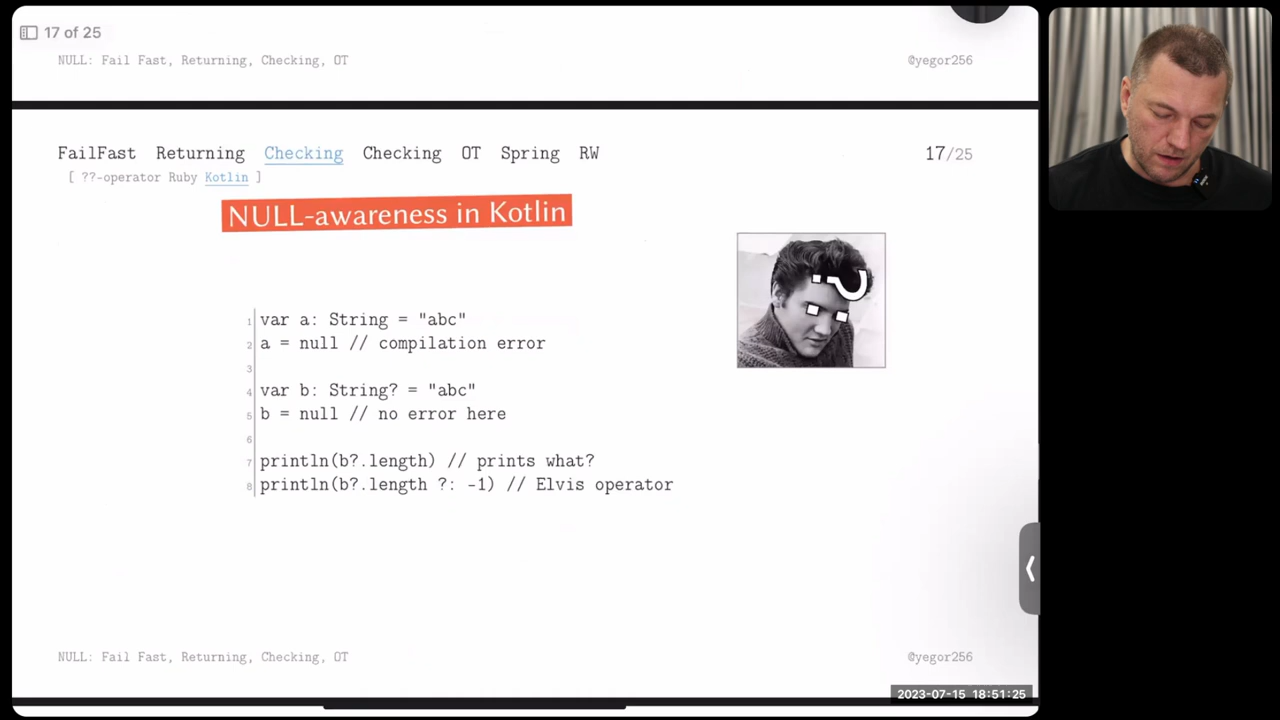 17 of 25
NULL: Fail Fast, Returning, Checking, OT
@yegor256
FailFast Returning Checking Checking OT Spring RW
17/25
[ ??-operator Ruby Kotlin ]
NULL-awareness in Kotlin
1 var a: String = "abc"
2 a = null // compilation error
3
4 var b: String? = "abc"
5 b = null // no error here
6
7 println(b?.length) // prints what?
8 println(b?.length ?: -1) // Elvis operator
NULL: Fail Fast, Returning, Checking, OT
@yegor256
2023-07-15 18:51:25